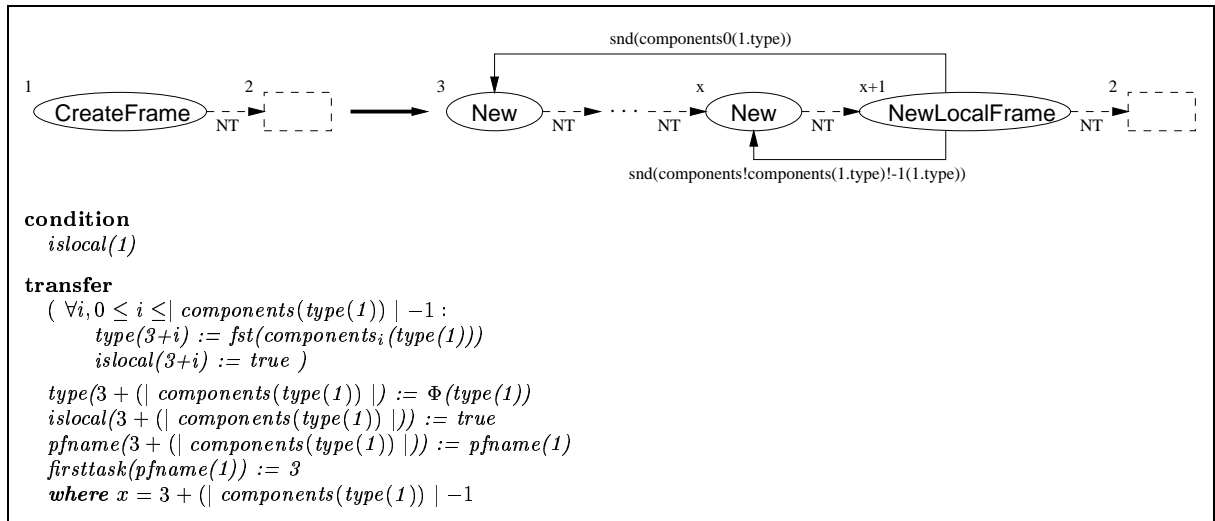 snd(components0(1.type))
1 CreateFrame NT 2 3 New NT · · · NT x New NT x+1 NewLocalFrame NT 2
snd(components!components(1.type)!-1(1.type))
condition
islocal(1)
transfer
( ∀i, 0 ≤ i ≤| components(type(1)) | −1 :
type(3+i) := fst(componentsᵢ(type(1)))
islocal(3+i) := true )
type(3 + (| components(type(1)) |) := Φ(type(1))
islocal(3 + (| components(type(1)) |)) := true
pfname(3 + (| components(type(1)) |)) := pfname(1)
firsttask(pfname(1)) := 3
where x = 3 + (| components(type(1)) | −1